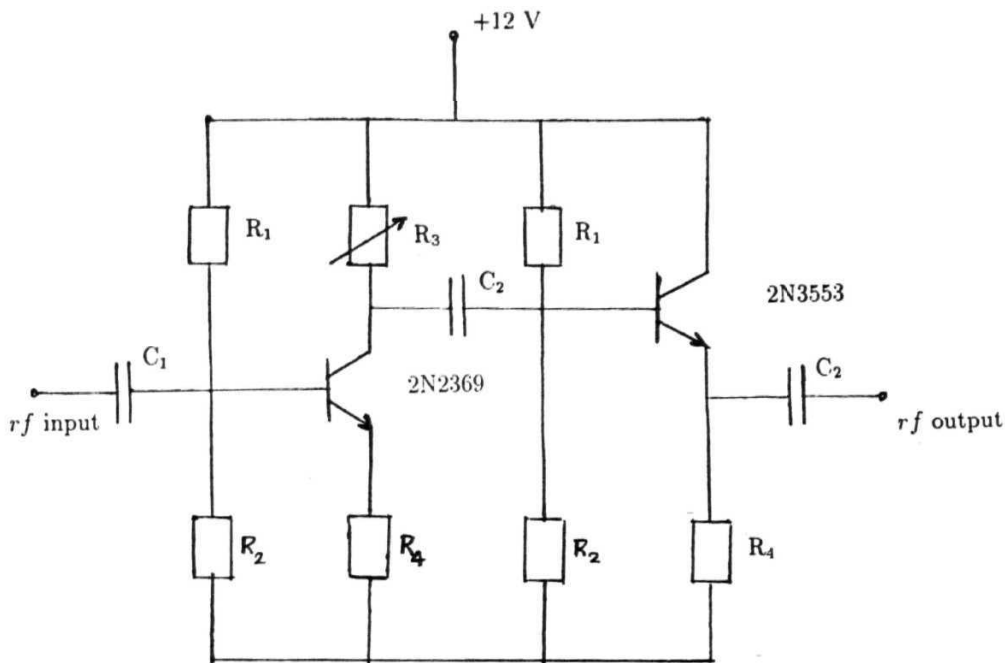 +12 V
R₁
R₃
R₁
C₂
2N3553
C₁
2N2369
C₂
rf input
rf output
R₂
R₄
R₂
R₄